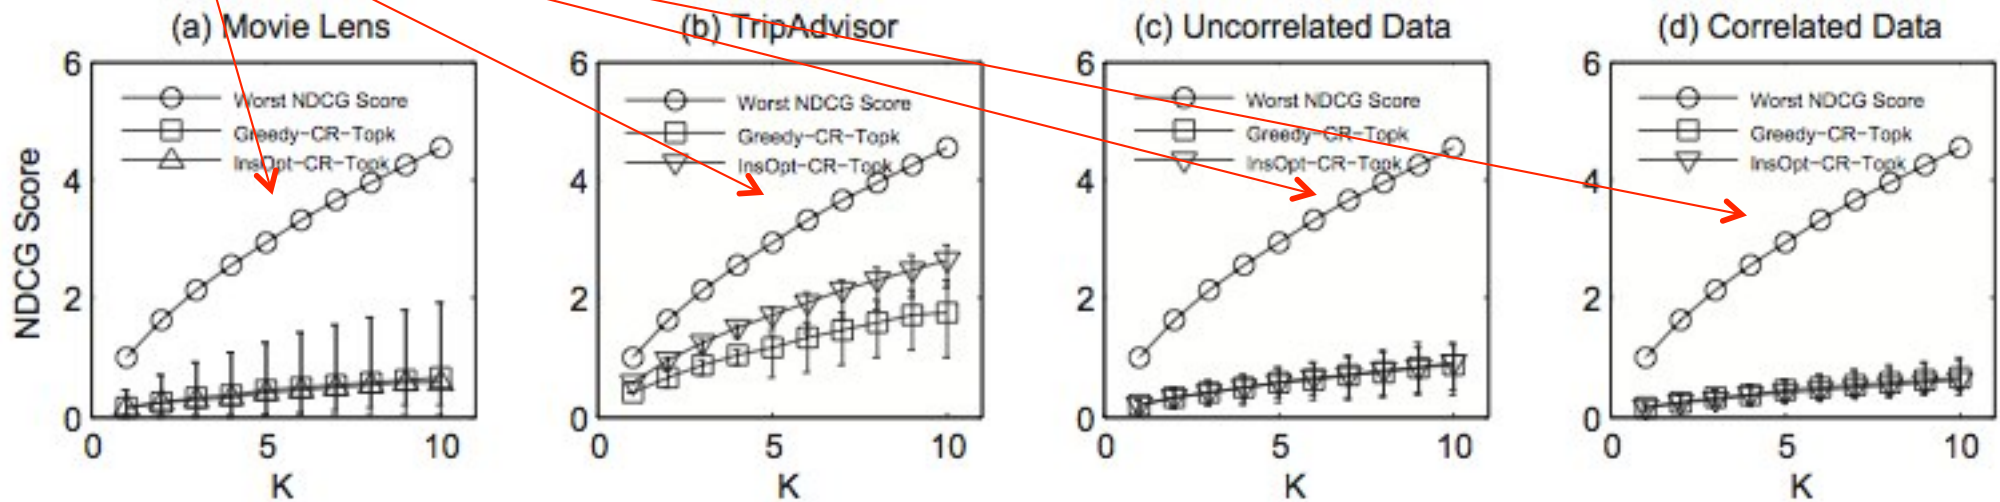 (a) Movie Lens
6
4
2
0
0
5
10
NDCG Score
K
Worst NDCG Score
Greedy-CR-Topk
InsOpt-CR-Topk
(b) TripAdvisor
6
4
2
0
0
5
10
K
Worst NDCG Score
Greedy-CR-Topk
InsOpt-CR-Topk
(c) Uncorrelated Data
6
4
2
0
0
5
10
K
Worst NDCG Score
Greedy-CR-Topk
InsOpt-CR-Topk
(d) Correlated Data
6
4
2
0
0
5
10
K
Worst NDCG Score
Greedy-CR-Topk
InsOpt-CR-Topk